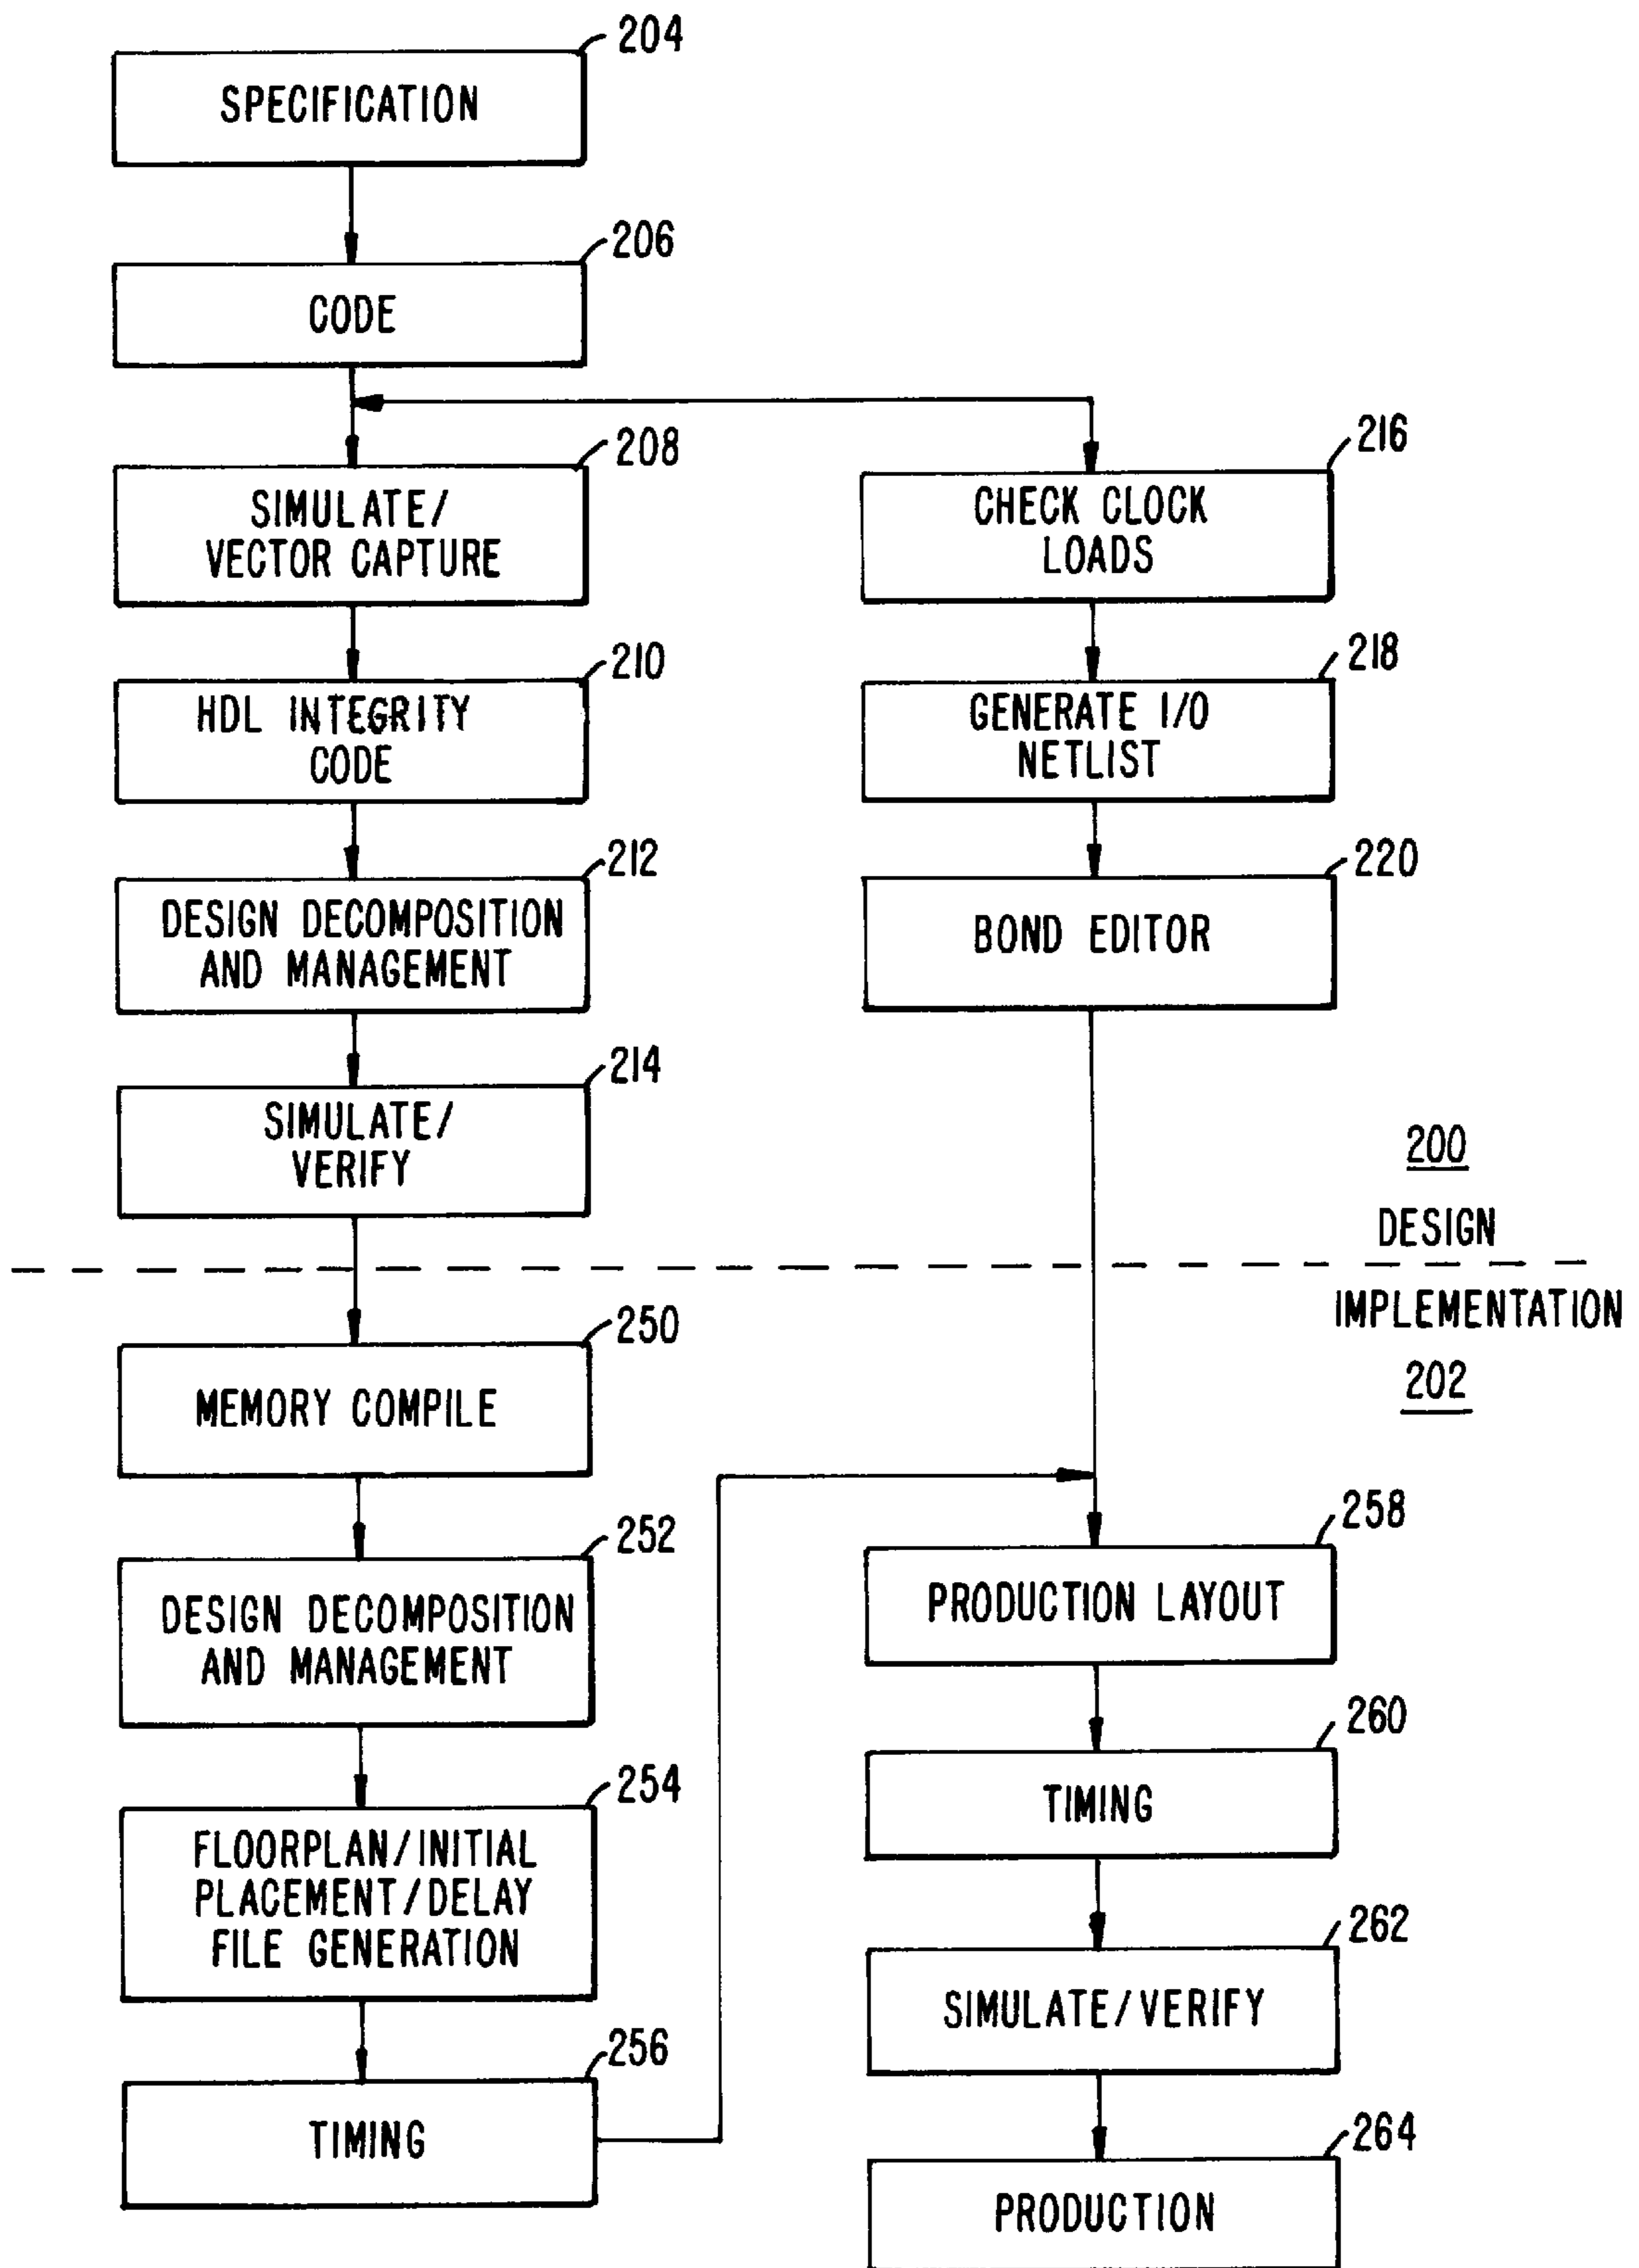 204
SPECIFICATION
206
CODE
208
SIMULATE/
VECTOR CAPTURE
210
HDL INTEGRITY
CODE
212
DESIGN DECOMPOSITION
AND MANAGEMENT
214
SIMULATE/
VERIFY
216
CHECK CLOCK
LOADS
218
GENERATE I/O
NETLIST
220
BOND EDITOR
200
DESIGN
IMPLEMENTATION
202
250
MEMORY COMPILE
252
DESIGN DECOMPOSITION
AND MANAGEMENT
254
FLOORPLAN/INITIAL
PLACEMENT/DELAY
FILE GENERATION
256
TIMING
258
PRODUCTION LAYOUT
260
TIMING
262
SIMULATE/VERIFY
264
PRODUCTION